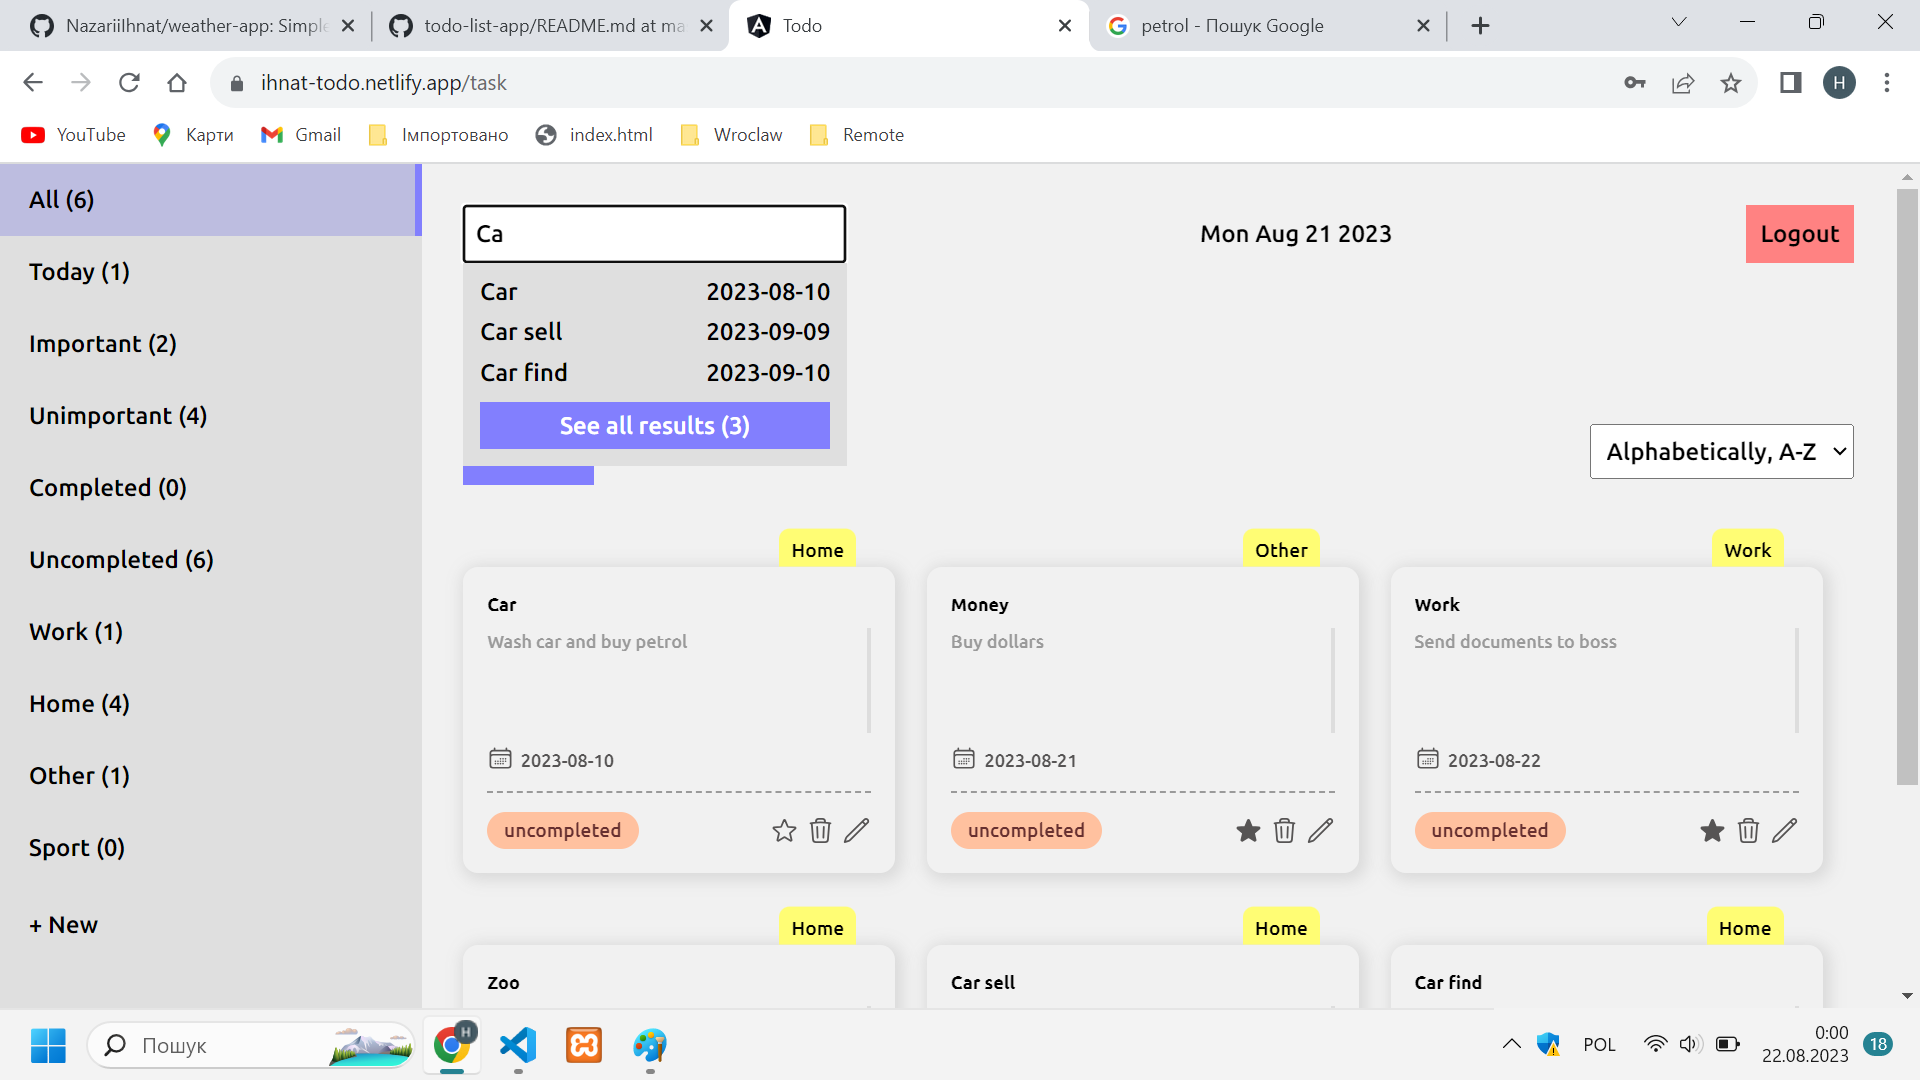 NazariiIhnat/weather-app: Simple
todo-list-app/README.md at ma
Todo
petrol - Пошук Google
ihnat-todo.netlify.app/task
H
YouTube
Карти
Gmail
Імпортовано
index.html
Wroclaw
Remote
All (6)
Today (1)
Important (2)
Unimportant (4)
Completed (0)
Uncompleted (6)
Work (1)
Home (4)
Other (1)
Sport (0)
+ New
Ca
Mon Aug 21 2023
Logout
Car 2023-08-10
Car sell 2023-09-09
Car find 2023-09-10
See all results (3)
Alphabetically, A-Z
Home
Car
Wash car and buy petrol
2023-08-10
uncompleted
Other
Money
Buy dollars
2023-08-21
uncompleted
Work
Work
Send documents to boss
2023-08-22
uncompleted
Home
Zoo
Home
Car sell
Home
Car find
Пошук
H
POL
0:00
22.08.2023
18